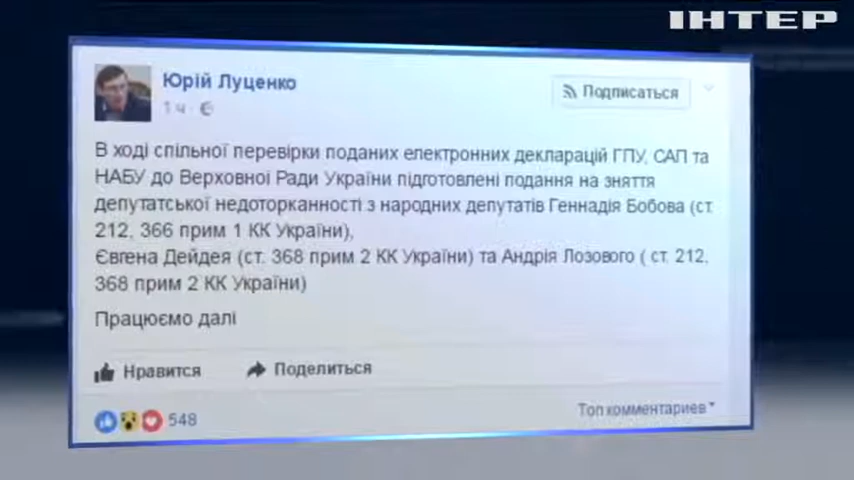 ІНТЕР
Юрій Луценко
1 ч ·
Подписаться
В ході спільної перевірки поданих електронних декларацій ГПУ, САП та
НАБУ до Верховної Ради України підготовлені подання на зняття
депутатської недоторканності з народних депутатів Геннадія Бобова (ст
212, 366 прим 1 КК України),
Євгена Дейдея (ст. 368 прим 2 КК України) та Андрія Лозового ( ст. 212,
368 прим 2 КК України)
Працюємо далі
Нравится Поделиться
548
Топ комментариев